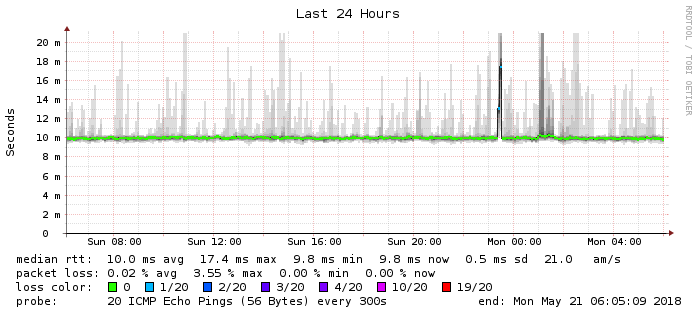 Last 24 Hours
RRDTOOL / TOBI OETIKER
Seconds
20 m
18 m
16 m
14 m
12 m
10 m
8 m
6 m
4 m
2 m
0
Sun 08:00 Sun 12:00 Sun 16:00 Sun 20:00 Mon 00:00 Mon 04:00
median rtt: 10.0 ms avg 17.4 ms max 9.8 ms min 9.8 ms now 0.5 ms sd 21.0 am/s
packet loss: 0.02 % avg 3.55 % max 0.00 % min 0.00 % now
loss color: 0 1/20 2/20 3/20 4/20 10/20 19/20
probe: 20 ICMP Echo Pings (56 Bytes) every 300s end: Mon May 21 06:05:09 2018